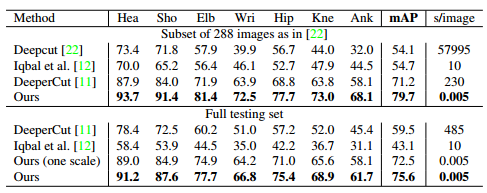 Method Hea Sho Elb Wri Hip Kne Ank mAP s/image
Subset of 288 images as in [22]
Deepcut [22] 73.4 71.8 57.9 39.9 56.7 44.0 32.0 54.1 57995
Iqbal et al. [12] 70.0 65.2 56.4 46.1 52.7 47.9 44.5 54.7 10
DeeperCut [11] 87.9 84.0 71.9 63.9 68.8 63.8 58.1 71.2 230
Ours 93.7 91.4 81.4 72.5 77.7 73.0 68.1 79.7 0.005
Full testing set
DeeperCut [11] 78.4 72.5 60.2 51.0 57.2 52.0 45.4 59.5 485
Iqbal et al. [12] 58.4 53.9 44.5 35.0 42.2 36.7 31.1 43.1 10
Ours (one scale) 89.0 84.9 74.9 64.2 71.0 65.6 58.1 72.5 0.005
Ours 91.2 87.6 77.7 66.8 75.4 68.9 61.7 75.6 0.005